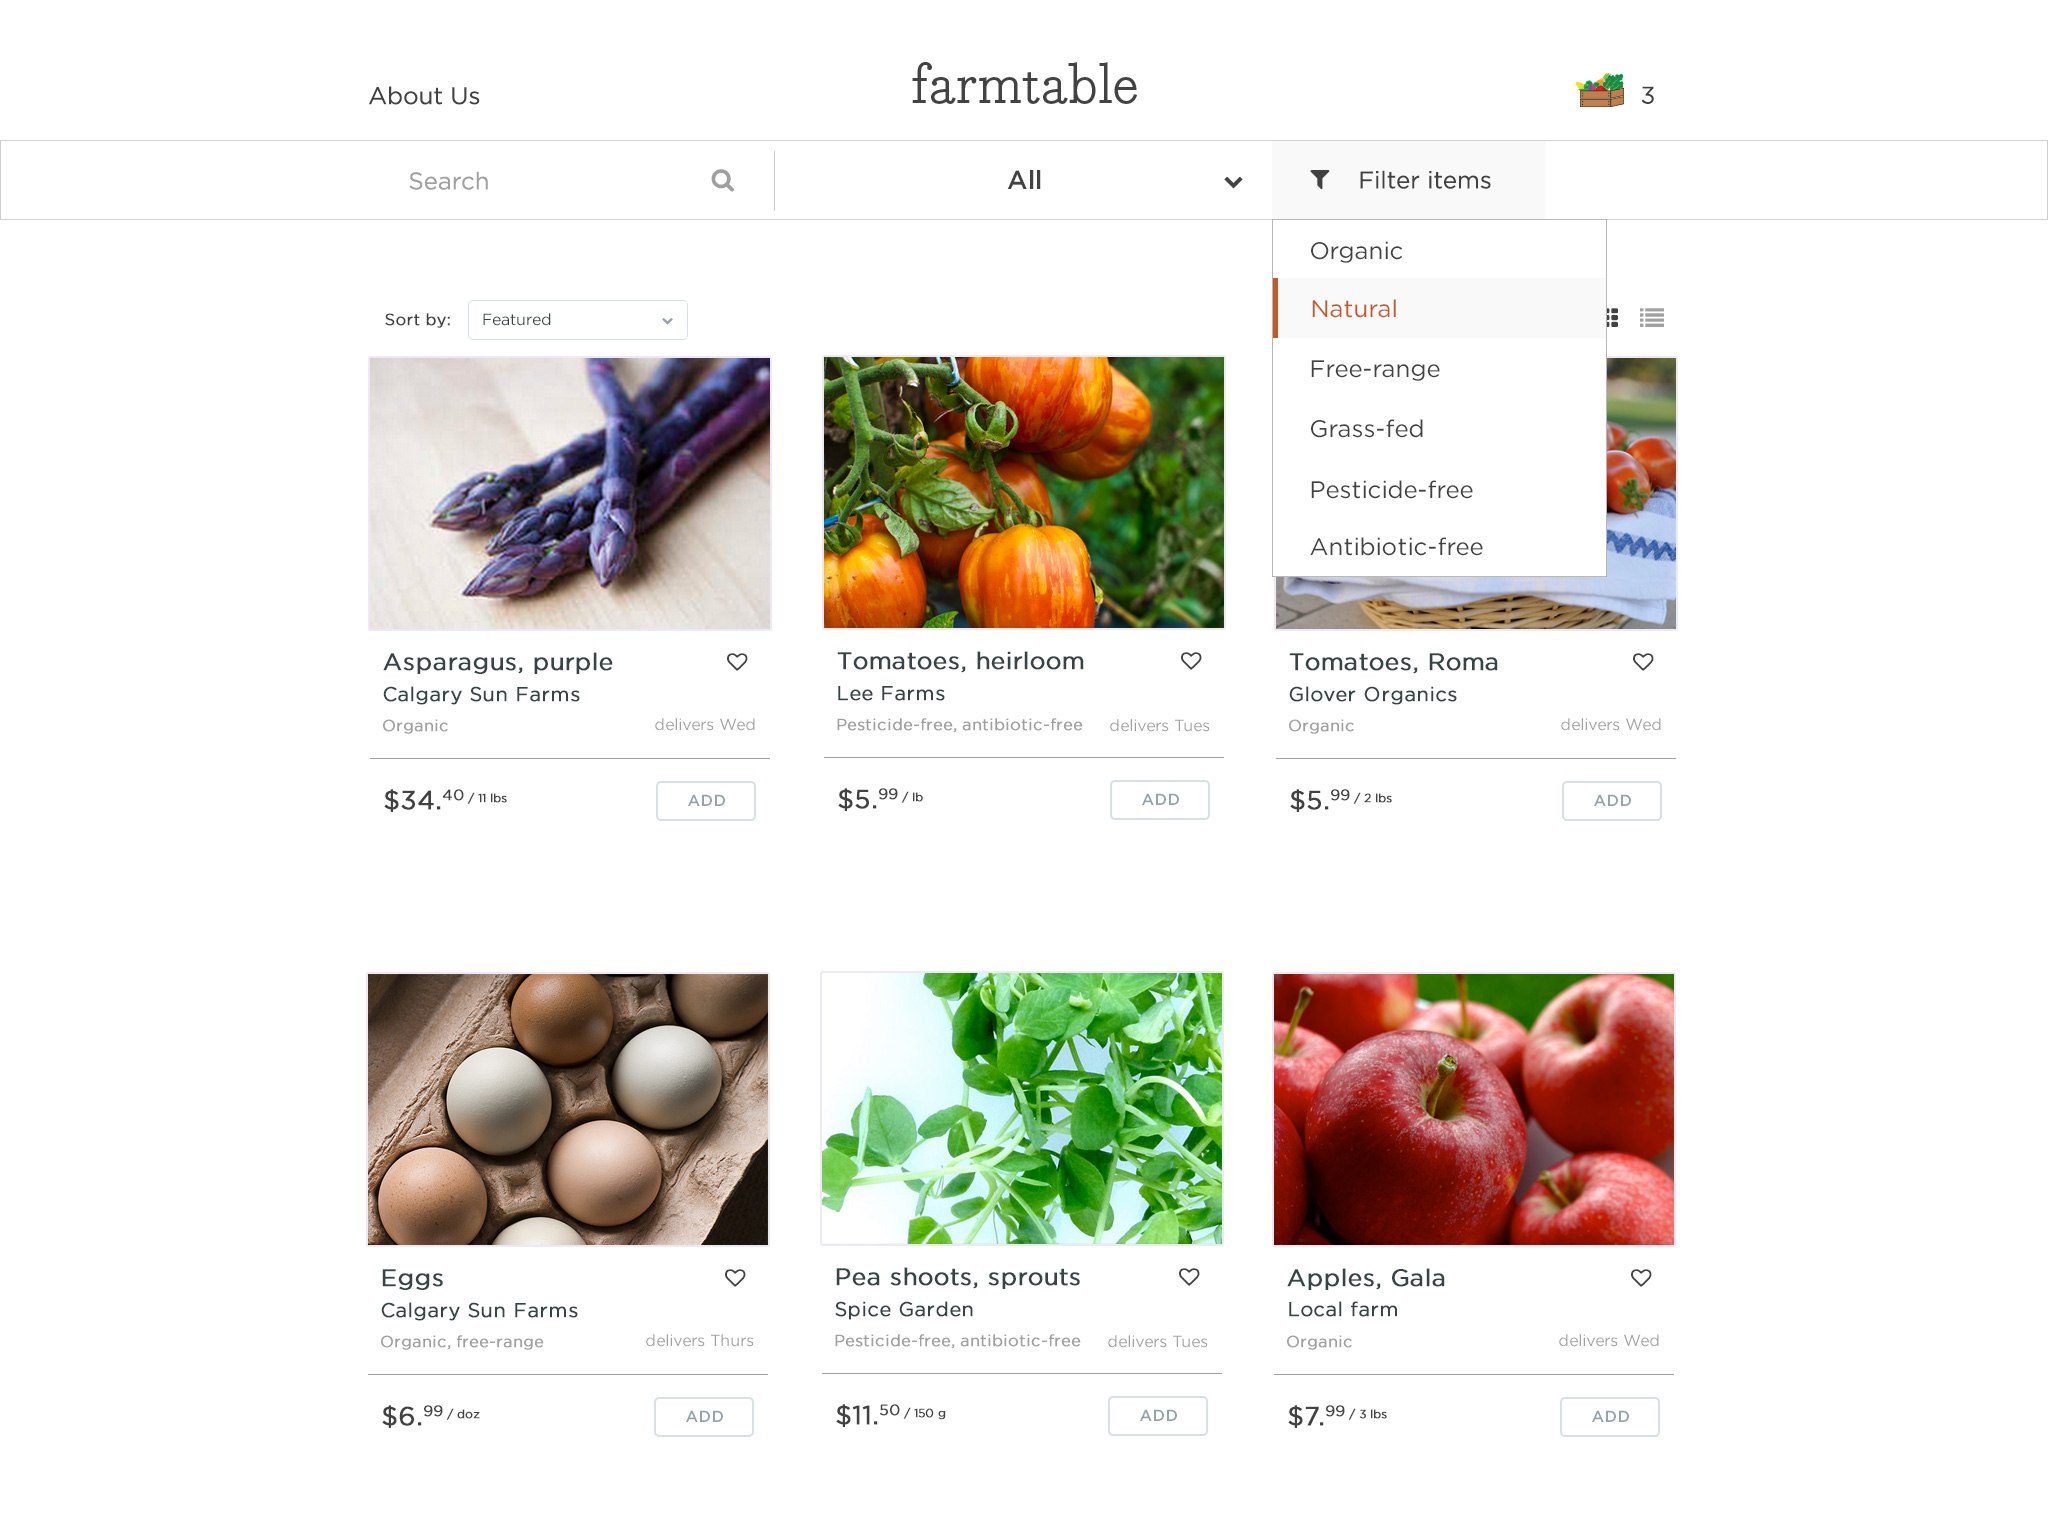 About Us
farmtable
3
Search
All
Filter items
Organic
Natural
Free-range
Grass-fed
Pesticide-free
Antibiotic-free
Sort by:
Featured
Asparagus, purple
Calgary Sun Farms
Organic
delivers Wed
$34.40 / 11 lbs
ADD
Tomatoes, heirloom
Lee Farms
Pesticide-free, antibiotic-free
delivers Tues
$5.99 / lb
ADD
Tomatoes, Roma
Glover Organics
Organic
delivers Wed
$5.99 / 2 lbs
ADD
Eggs
Calgary Sun Farms
Organic, free-range
delivers Thurs
$6.99 / doz
ADD
Pea shoots, sprouts
Spice Garden
Pesticide-free, antibiotic-free
delivers Tues
$11.50 / 150 g
ADD
Apples, Gala
Local farm
Organic
delivers Wed
$7.99 / 3 lbs
ADD